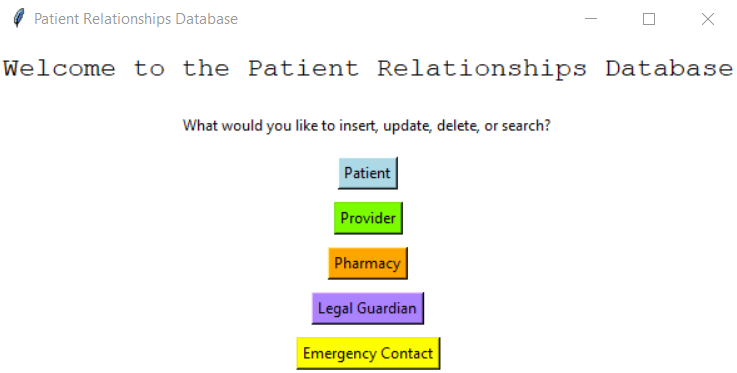 Patient Relationships Database
Welcome to the Patient Relationships Database
What would you like to insert, update, delete, or search?
Patient
Provider
Pharmacy
Legal Guardian
Emergency Contact